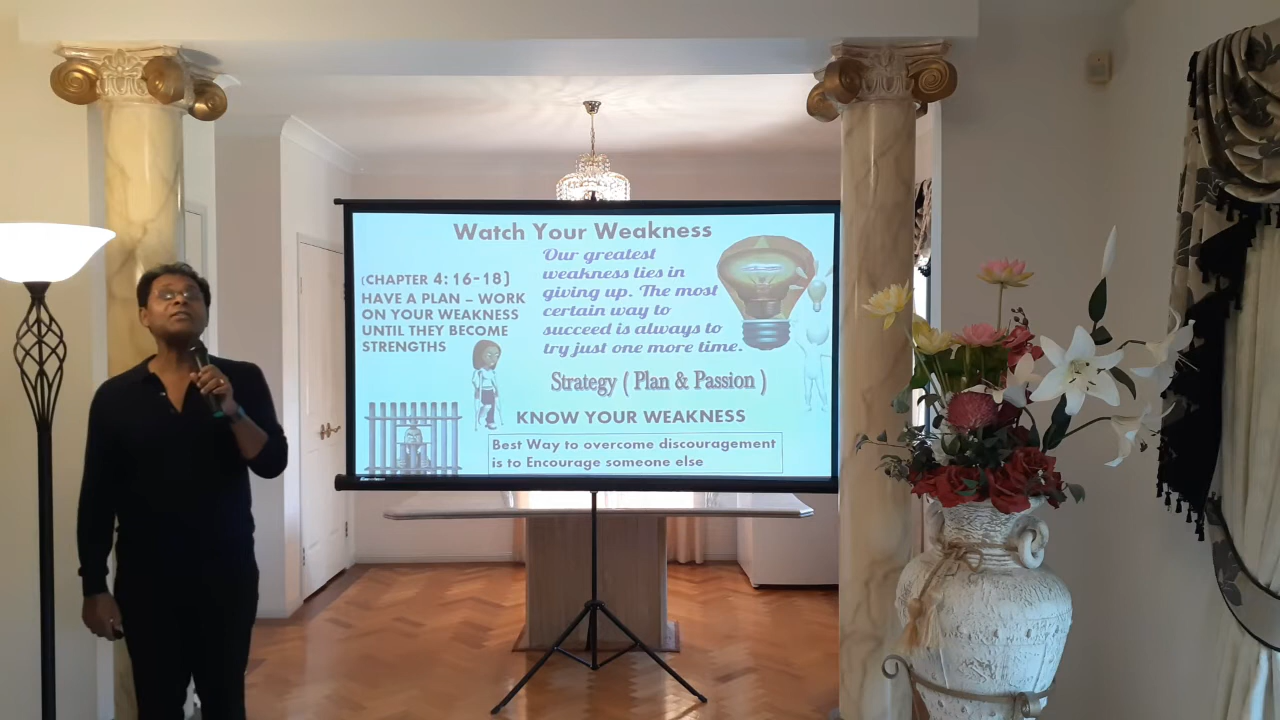 Watch Your Weakness
(CHAPTER 4: 16-18)
HAVE A PLAN – WORK
ON YOUR WEAKNESS
UNTIL THEY BECOME
STRENGTHS
Our greatest
weakness lies in
giving up. The most
certain way to
succeed is always to
try just one more time.
Strategy ( Plan & Passion )
KNOW YOUR WEAKNESS
Best Way to overcome discouragement
is to Encourage someone else